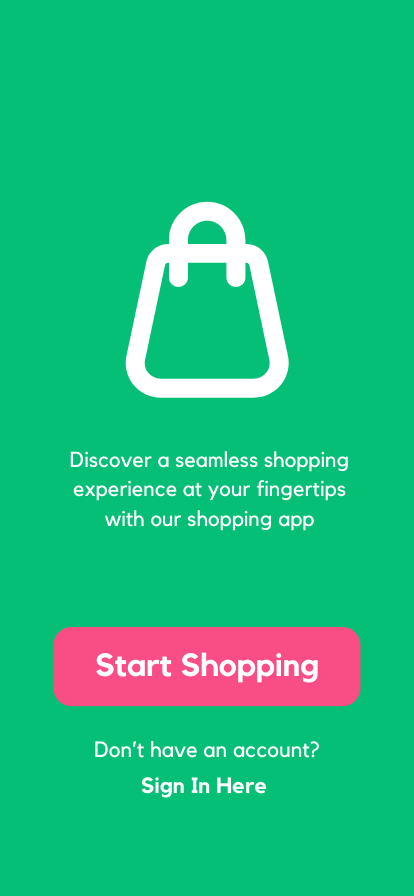 Discover a seamless shopping
experience at your fingertips
with our shopping app
Start Shopping
Don't have an account?
Sign In Here